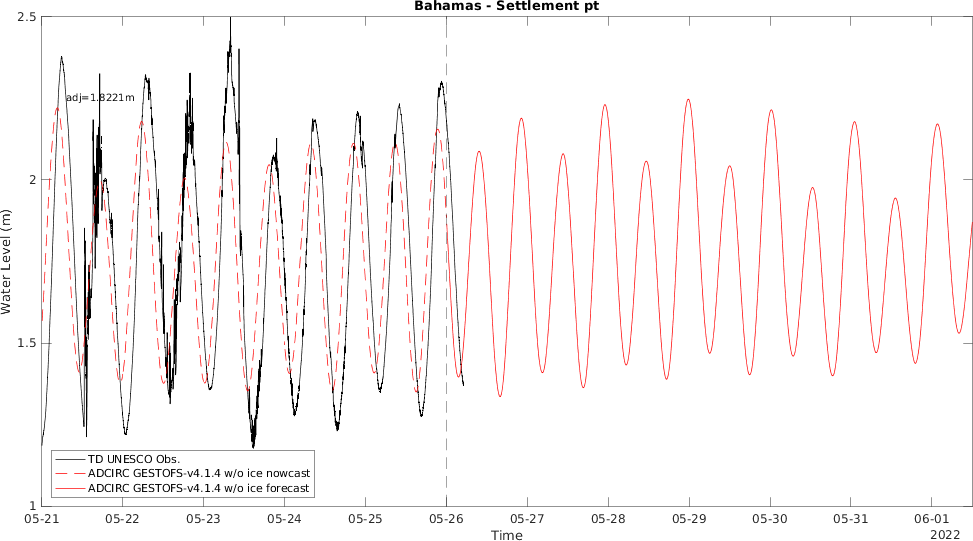 Bahamas - Settlement pt
2.5
adj=1.8221m
2
Water Level (m)
1.5
TD UNESCO Obs.
ADCIRC GESTOFS-v4.1.4 w/o ice nowcast
ADCIRC GESTOFS-v4.1.4 w/o ice forecast
1
05-21 05-22 05-23 05-24 05-25 05-26 05-27 05-28 05-29 05-30 05-31 06-01
Time
2022